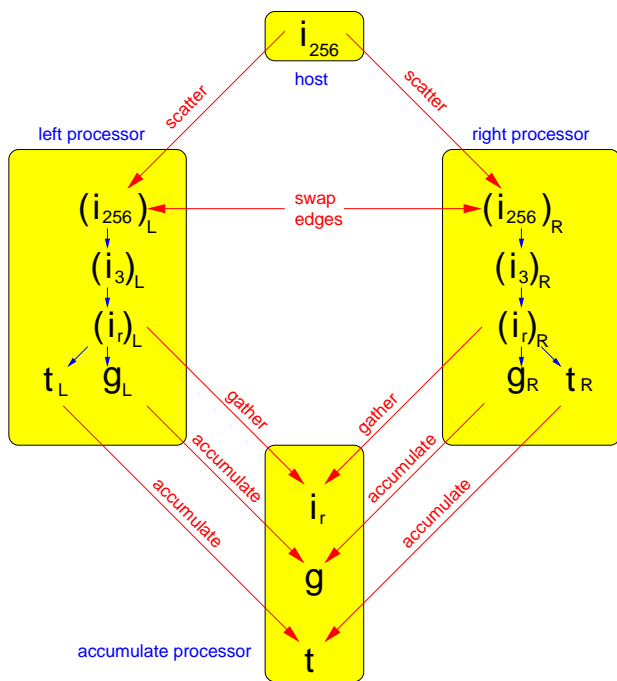 i₂₅₆
host
scatter
scatter
left processor
right processor
(i₂₅₆)L
swap
edges
(i₂₅₆)R
(i₃)L
(i₃)R
(iᵣ)L
(iᵣ)R
tL gL
gR tR
gather
gather
accumulate
accumulate
accumulate
accumulate
iᵣ
g
accumulate processor
t